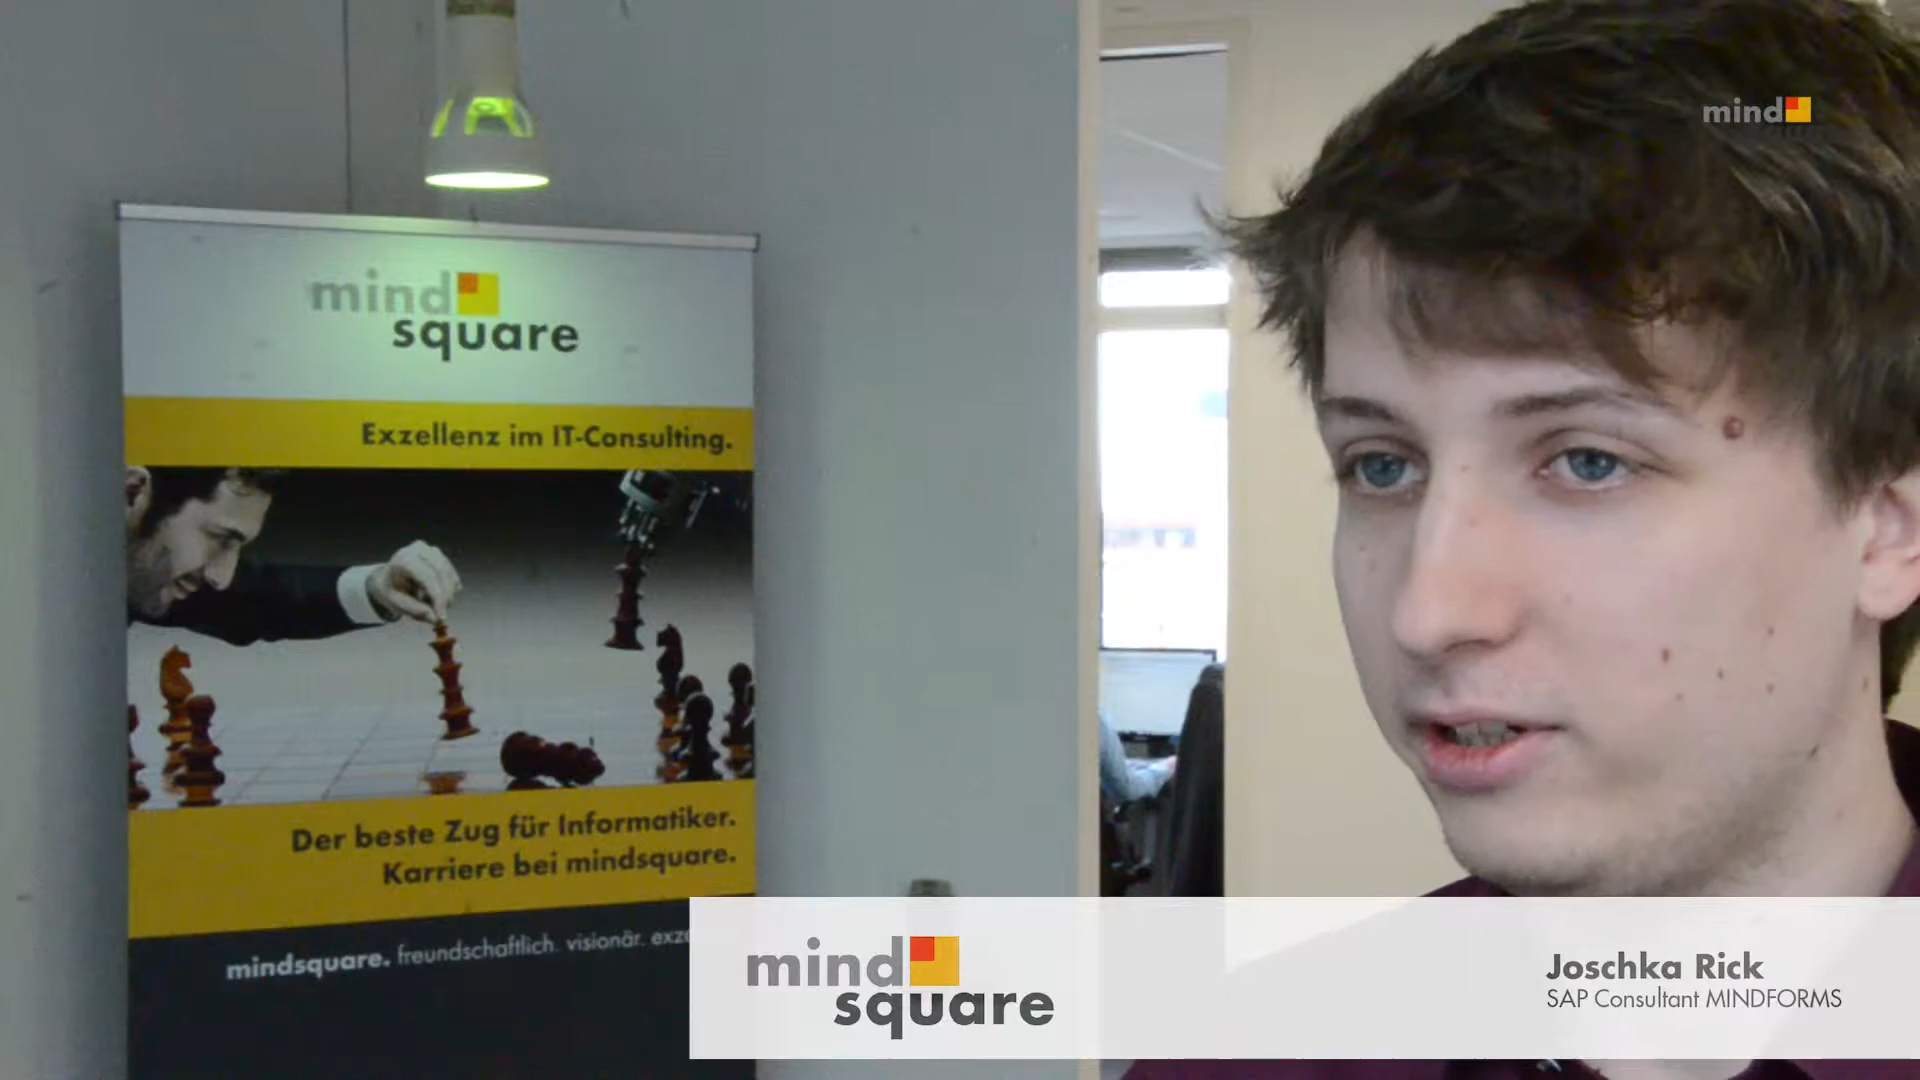 mind
mind
square
Exzellenz im IT-Consulting.
Der beste Zug für Informatiker.
Karriere bei mindsquare.
mindsquare. freundschaftlich. visionär.
mind
square
Joschka Rick
SAP Consultant MINDFORMS